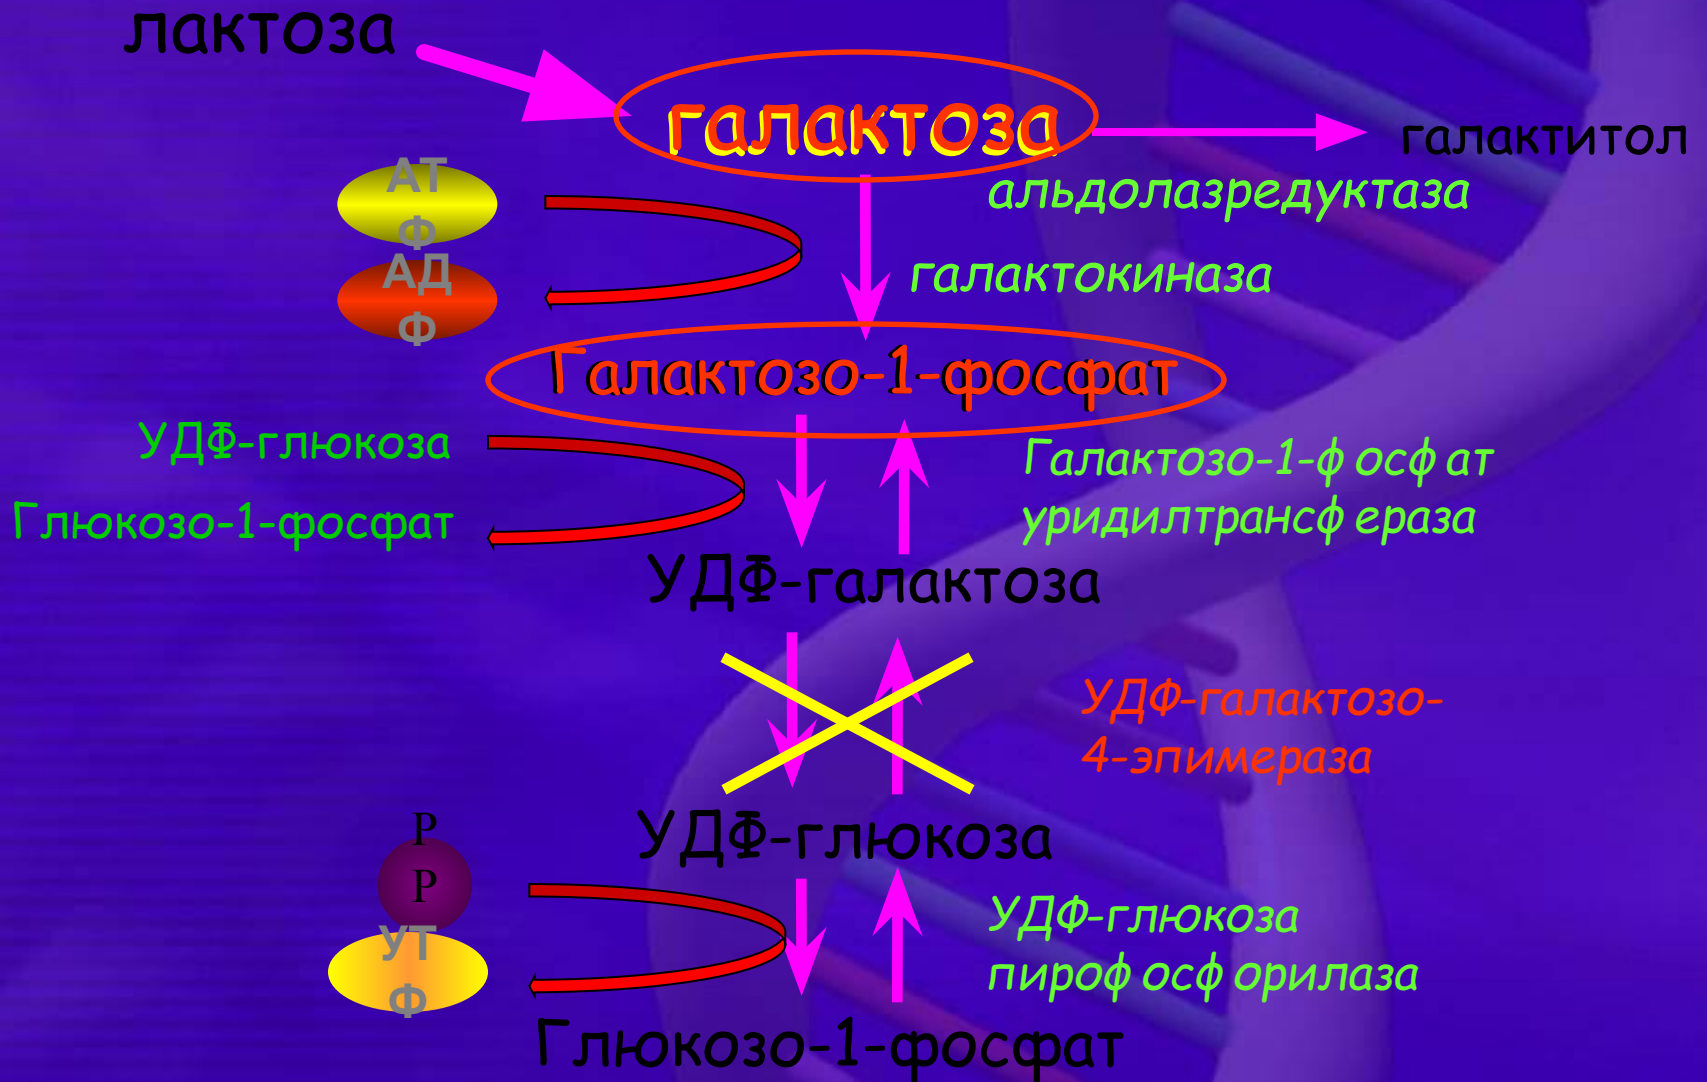 лактоза
галактоза
галактитол
альдолазредуктаза
АТ
Ф
АД
Ф
галактокиназа
Галактозо-1-фосфат
УДФ-глюкоза
Глюкозо-1-фосфат
Галактозо-1-ф осф ат
уридилтрансф ераза
УДФ-галактоза
УДФ-галактозо-
4-эпимераза
УДФ-глюкоза
P
P
УТ
Ф
УДФ-глюкоза
пироф осф орилаза
Глюкозо-1-фосфат